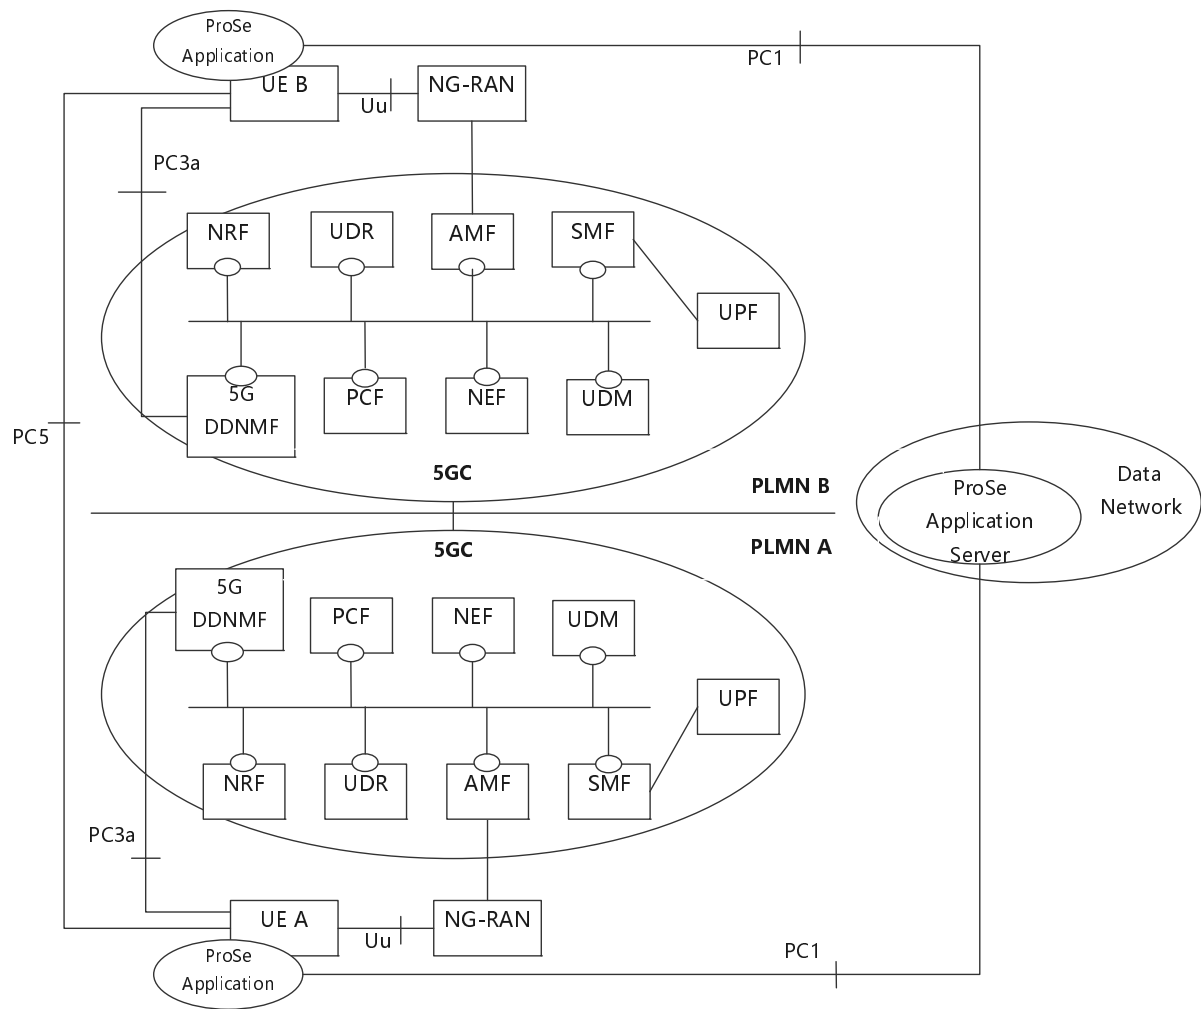 ProSe
Application
PC1
UE B
NG-RAN
Uu
PC3a
NRF
UDR
AMF
SMF
UPF
5G
DDNMF
PCF
NEF
UDM
PC5
5GC
PLMN B
Data
Network
ProSe
Application
Server
5GC
PLMN A
5G
DDNMF
PCF
NEF
UDM
UPF
NRF
UDR
AMF
SMF
PC3a
UE A
NG-RAN
Uu
ProSe
Application
PC1